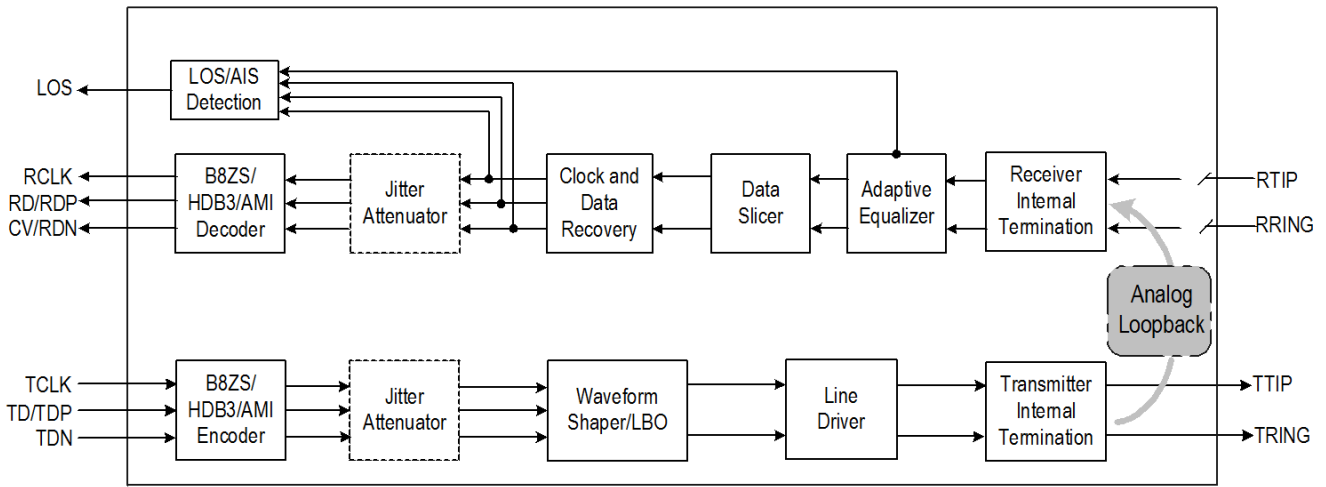 LOS
LOS/AIS
Detection
RCLK
RD/RDP
CV/RDN
B8ZS/
HDB3/AMI
Decoder
Jitter
Attenuator
Clock and
Data
Recovery
Data
Slicer
Adaptive
Equalizer
Receiver
Internal
Termination
RTIP
RRING
Analog
Loopback
TCLK
TD/TDP
TDN
B8ZS/
HDB3/AMI
Encoder
Jitter
Attenuator
Waveform
Shaper/LBO
Line
Driver
Transmitter
Internal
Termination
TTIP
TRING